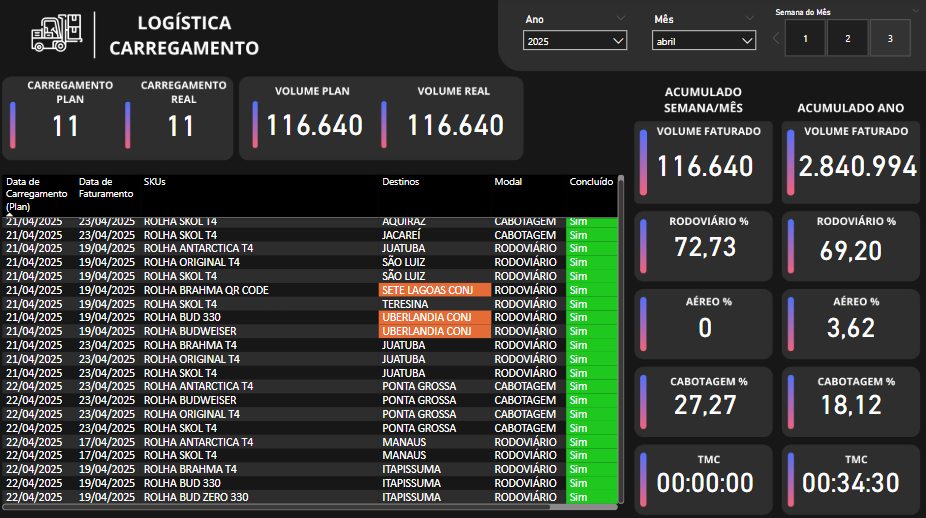 LOGÍSTICA
CARREGAMENTO
Ano
2025
Mês
abril
Semana do Mês
1 2 3
CARREGAMENTO PLAN
11
CARREGAMENTO REAL
11
VOLUME PLAN
116.640
VOLUME REAL
116.640
Data de Carregamento (Plan) Data de Faturamento SKUs Destinos Modal Concluído
21/04/2025 23/04/2025 ROLHA SKOL T4 AQUIRAZ CABOTAGEM Sim
21/04/2025 23/04/2025 ROLHA SKOL T4 JACAREÍ CABOTAGEM Sim
21/04/2025 19/04/2025 ROLHA ANTARCTICA T4 JUATUBA RODOVIÁRIO Sim
21/04/2025 19/04/2025 ROLHA ORIGINAL T4 SÃO LUIZ RODOVIÁRIO Sim
21/04/2025 19/04/2025 ROLHA SKOL T4 SÃO LUIZ RODOVIÁRIO Sim
21/04/2025 19/04/2025 ROLHA BRAHMA QR CODE SETE LAGOAS CONJ RODOVIÁRIO Sim
21/04/2025 19/04/2025 ROLHA SKOL T4 TERESINA RODOVIÁRIO Sim
21/04/2025 19/04/2025 ROLHA BUD 330 UBERLANDIA CONJ RODOVIÁRIO Sim
21/04/2025 19/04/2025 ROLHA BUDWEISER UBERLANDIA CONJ RODOVIÁRIO Sim
21/04/2025 23/04/2025 ROLHA BRAHMA T4 JUATUBA RODOVIÁRIO Sim
21/04/2025 23/04/2025 ROLHA ORIGINAL T4 JUATUBA RODOVIÁRIO Sim
21/04/2025 23/04/2025 ROLHA SKOL T4 JUATUBA RODOVIÁRIO Sim
22/04/2025 23/04/2025 ROLHA ANTARCTICA T4 PONTA GROSSA CABOTAGEM Sim
22/04/2025 23/04/2025 ROLHA BUDWEISER PONTA GROSSA CABOTAGEM Sim
22/04/2025 23/04/2025 ROLHA ORIGINAL T4 PONTA GROSSA CABOTAGEM Sim
22/04/2025 23/04/2025 ROLHA SKOL T4 PONTA GROSSA CABOTAGEM Sim
22/04/2025 17/04/2025 ROLHA ANTARCTICA T4 MANAUS RODOVIÁRIO Sim
22/04/2025 17/04/2025 ROLHA SKOL T4 MANAUS RODOVIÁRIO Sim
22/04/2025 19/04/2025 ROLHA BRAHMA T4 ITAPISSUMA RODOVIÁRIO Sim
22/04/2025 19/04/2025 ROLHA BUD 330 ITAPISSUMA RODOVIÁRIO Sim
22/04/2025 19/04/2025 ROLHA BUD ZERO 330 ITAPISSUMA RODOVIÁRIO Sim
ACUMULADO
SEMANA/MÊS
VOLUME FATURADO
116.640
RODOVIÁRIO %
72,73
AÉREO %
0
CABOTAGEM %
27,27
TMC
00:00:00
ACUMULADO ANO
VOLUME FATURADO
2.840.994
RODOVIÁRIO %
69,20
AÉREO %
3,62
CABOTAGEM %
18,12
TMC
00:34:30